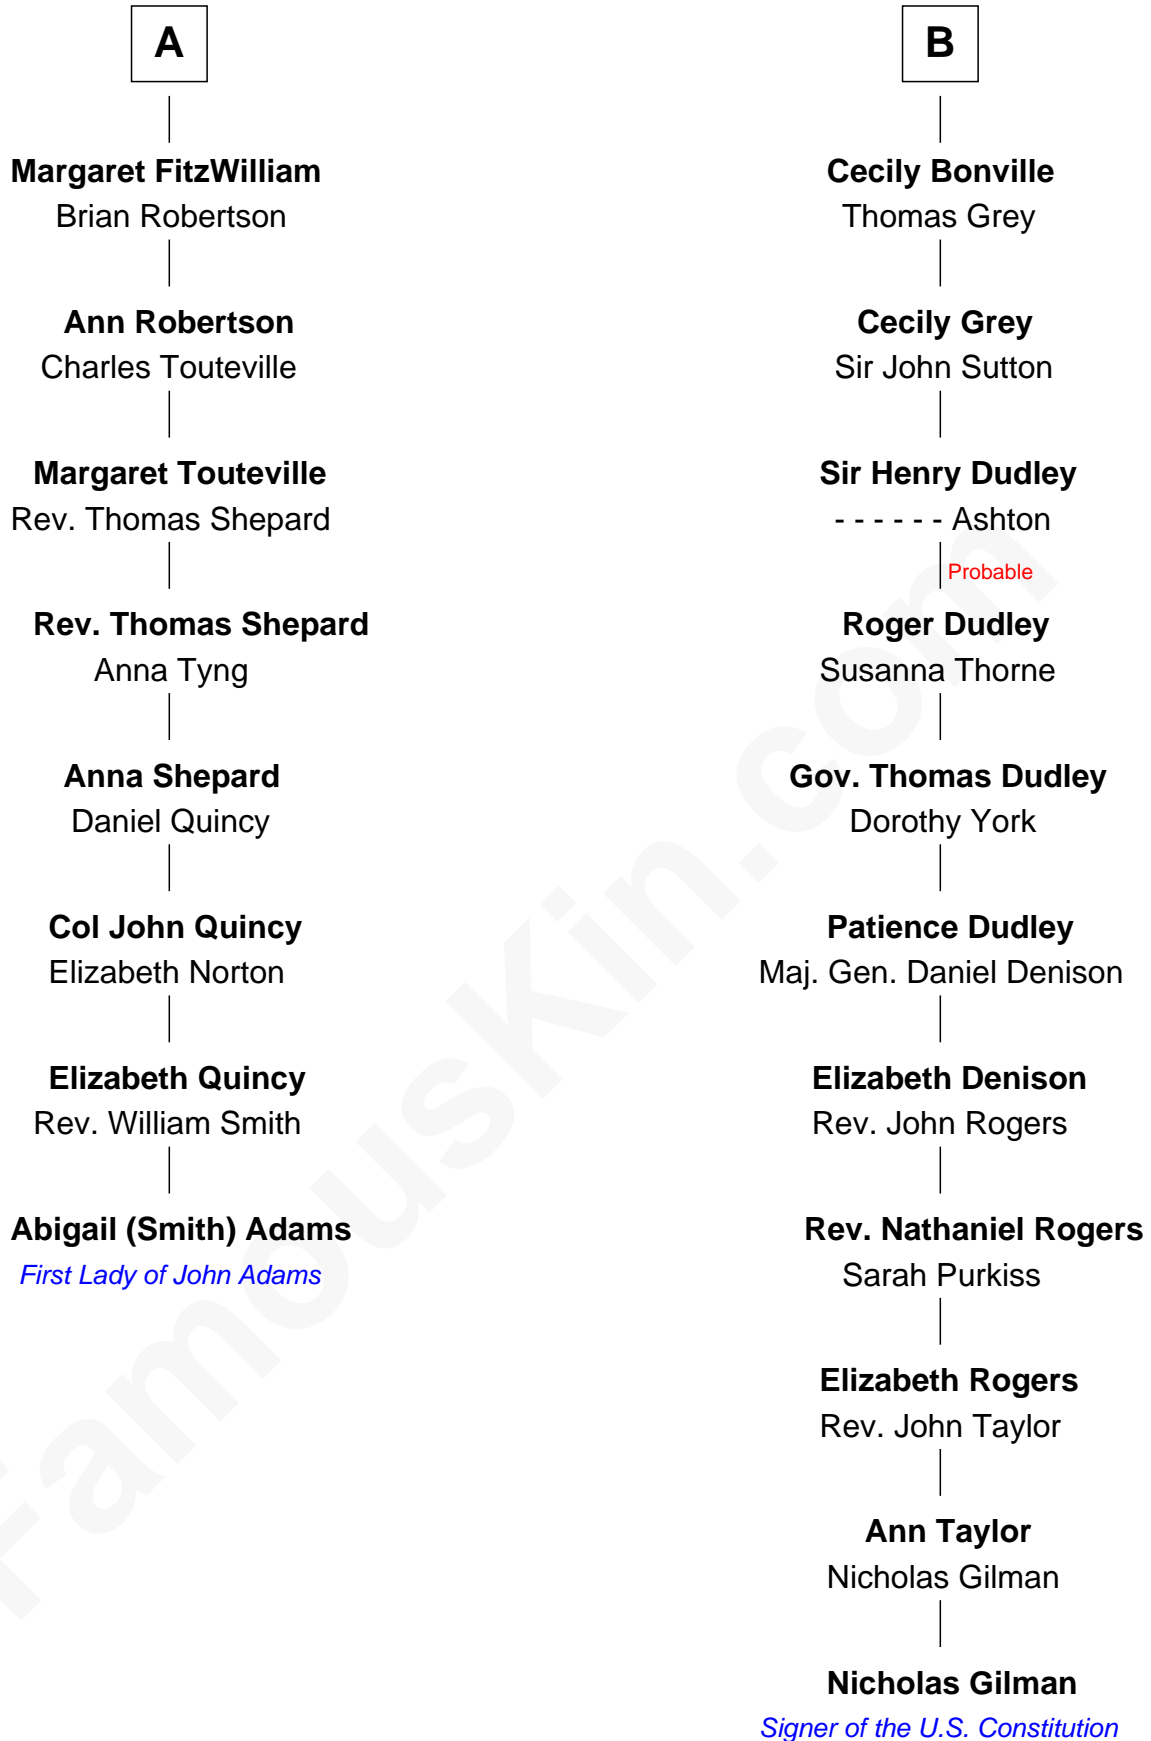 A
Margaret FitzWilliam
Brian Robertson
Ann Robertson
Charles Touteville
Margaret Touteville
Rev. Thomas Shepard
Rev. Thomas Shepard
Anna Tyng
Anna Shepard
Daniel Quincy
Col John Quincy
Elizabeth Norton
Elizabeth Quincy
Rev. William Smith
Abigail (Smith) Adams
First Lady of John Adams
B
Cecily Bonville
Thomas Grey
Cecily Grey
Sir John Sutton
Sir Henry Dudley
- - - - - - Ashton
Probable
Roger Dudley
Susanna Thorne
Gov. Thomas Dudley
Dorothy York
Patience Dudley
Maj. Gen. Daniel Denison
Elizabeth Denison
Rev. John Rogers
Rev. Nathaniel Rogers
Sarah Purkiss
Elizabeth Rogers
Rev. John Taylor
Ann Taylor
Nicholas Gilman
Nicholas Gilman
Signer of the U.S. Constitution
FamousKin.com